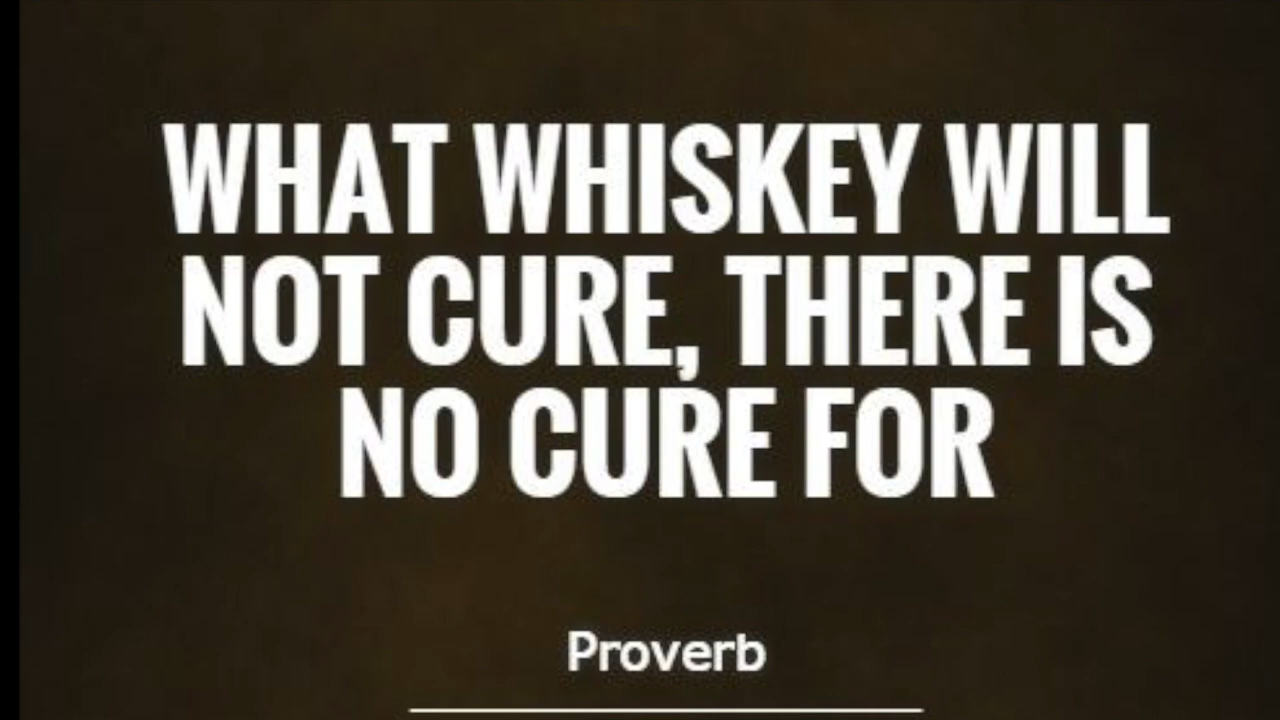 WHAT WHISKEY WILL
NOT CURE, THERE IS
NO CURE FOR
Proverb